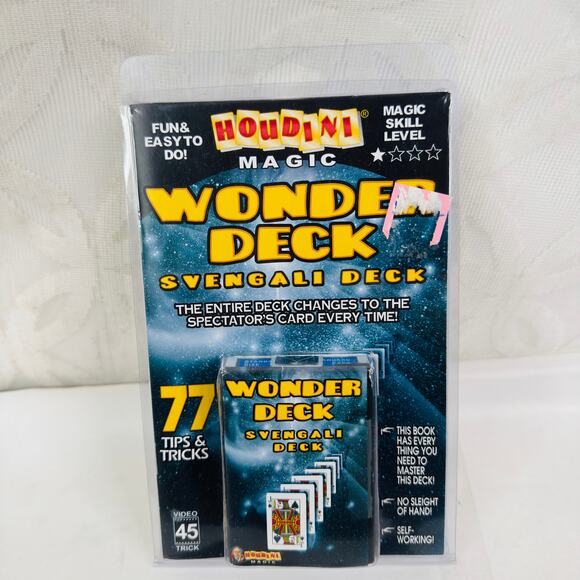 FUN &
EASY TO
DO!
HOUDINI®
MAGIC
MAGIC
SKILL
LEVEL
WONDER
DECK
SVENGALI DECK
THE ENTIRE DECK CHANGES TO THE
SPECTATOR'S CARD EVERY TIME!
77
TIPS &
TRICKS
WONDER
DECK
SVENGALI
DECK
HOUDINI
MAGIC
THIS BOOK
HAS EVERY
THING YOU
NEED TO
MASTER
THIS DECK!
NO SLEIGHT
OF HAND!
SELF-
WORKING!
VIDEO
45
TRICK